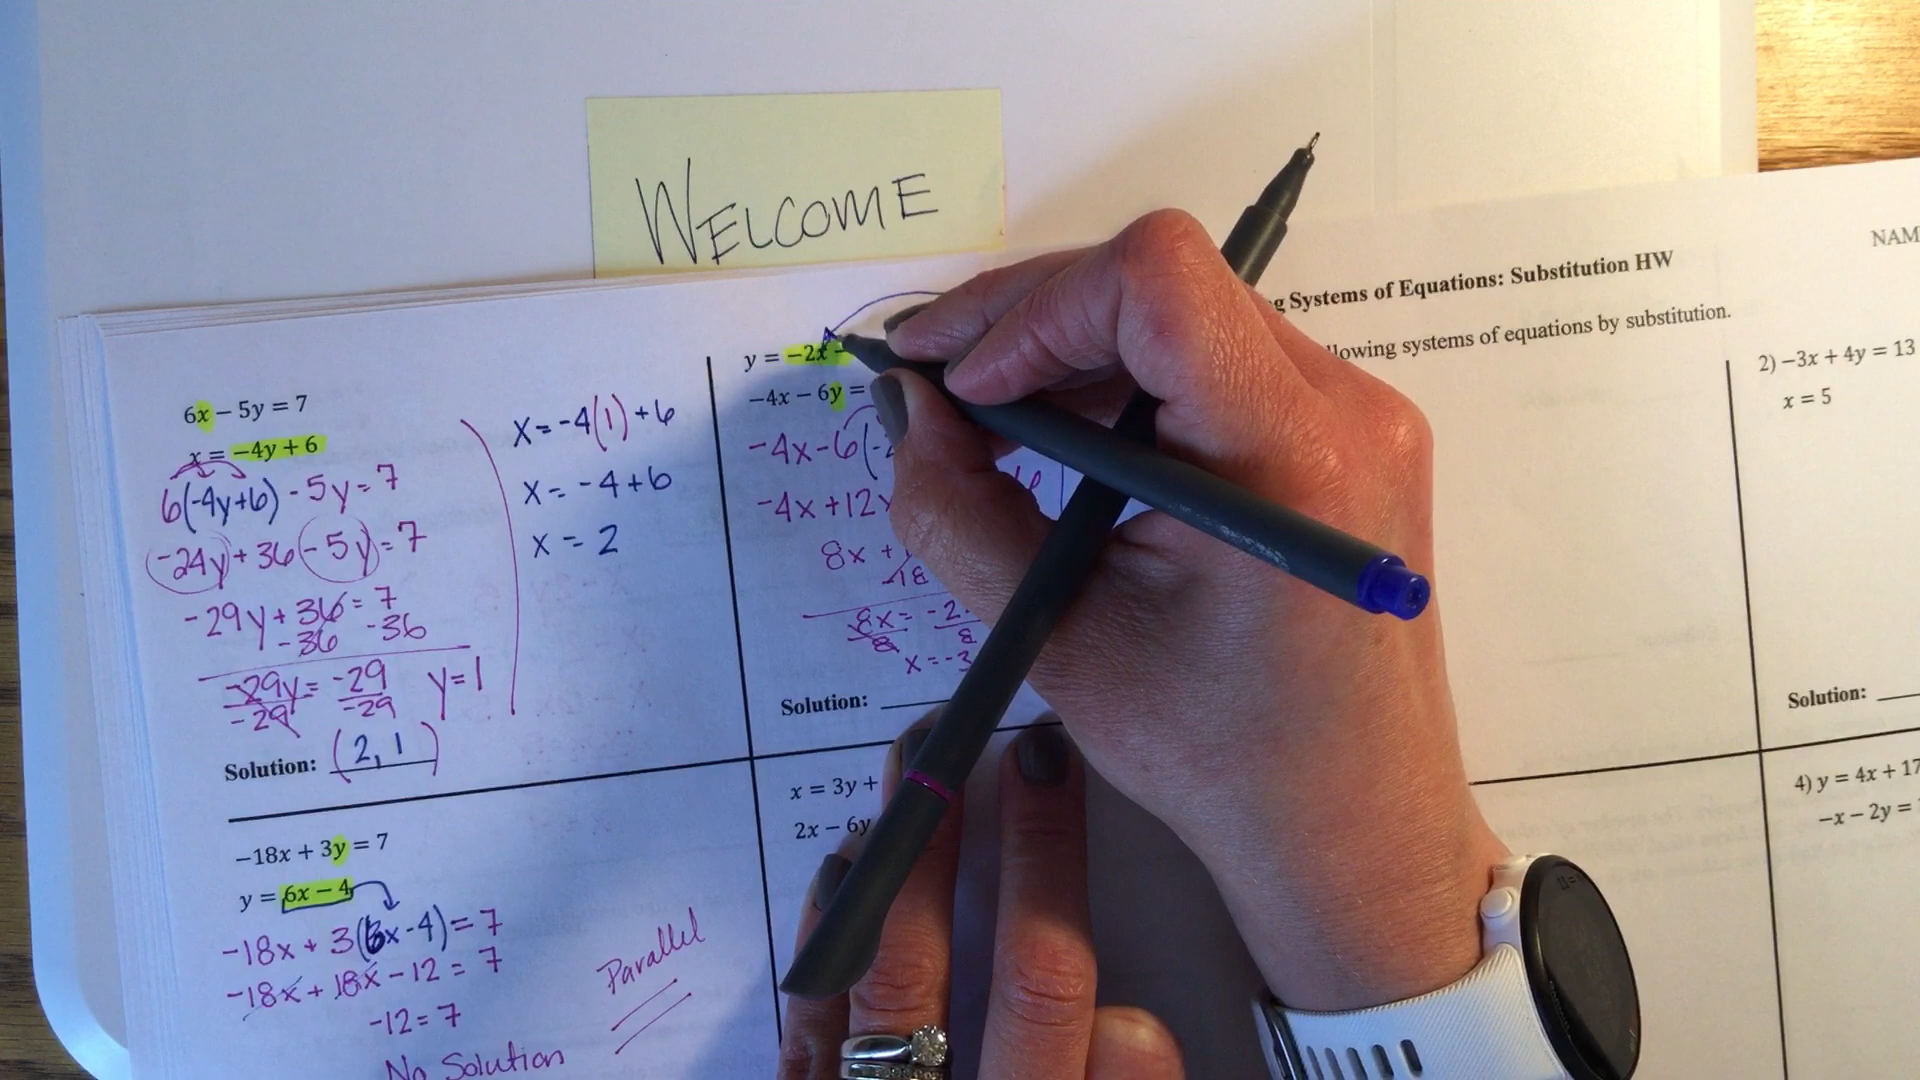 WELCOME
6x − 5y = 7
x = −4y + 6
6(-4y+6) - 5y = 7
-24y + 36 - 5y = 7
-29y + 36 = 7
-36 -36
-29y = -29 y = 1
-29 -29
Solution: (2, 1)
x = -4(1) + 6
x = -4 + 6
x = 2
y = −2x −
−4x − 6y =
-4x - 6(-2
-4x + 12x
8x +
-18
8x = -2
8 8
x = -3
Solution:
−18x + 3y = 7
y = 6x − 4
-18x + 3(6x - 4) = 7
-18x + 18x - 12 = 7
-12 = 7
No Solution
Parallel
x = 3y +
2x − 6y
g Systems of Equations: Substitution HW
llowing systems of equations by substitution.
NAM
2) −3x + 4y = 13
x = 5
Solution:
4) y = 4x + 17
−x − 2y =